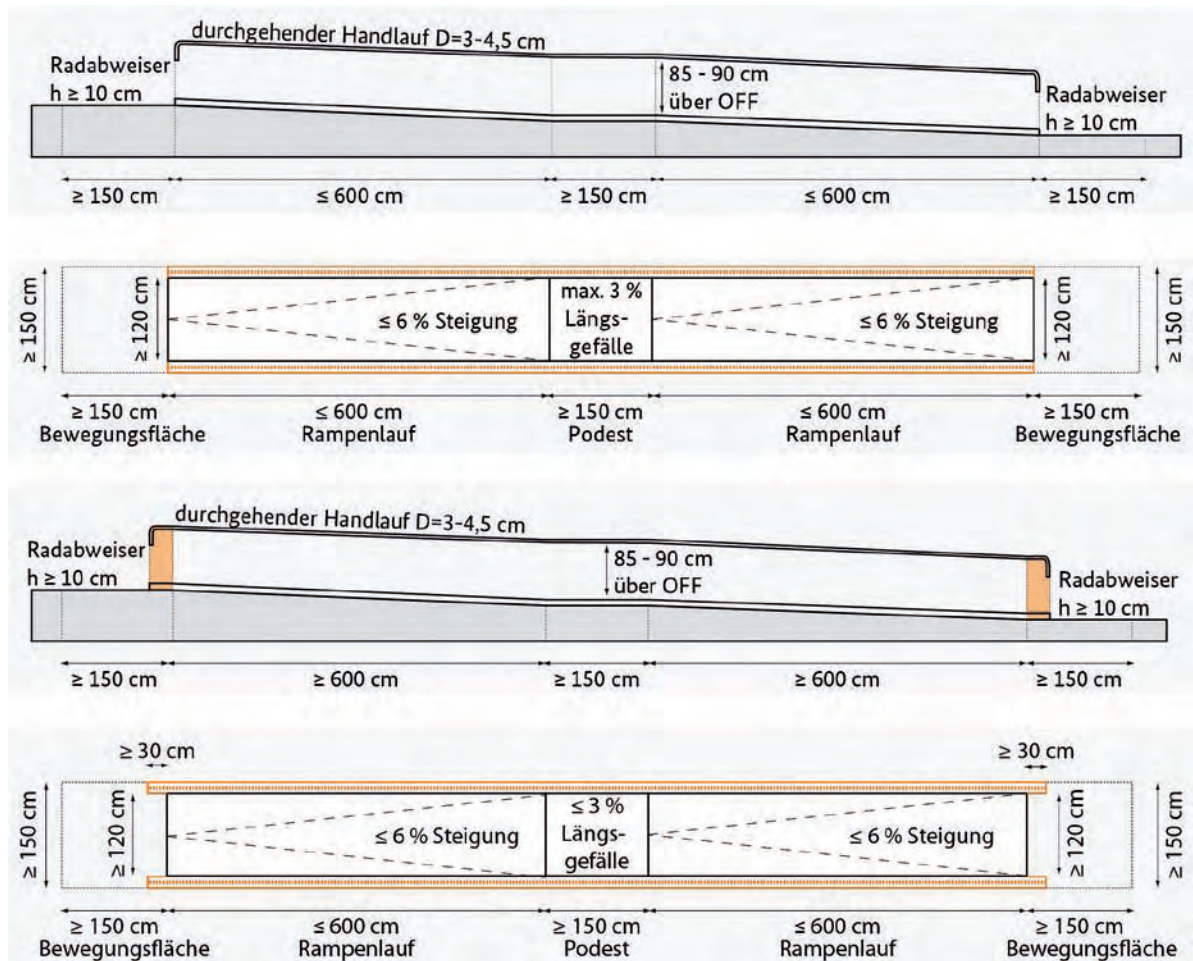 durchgehender Handlauf D=3-4,5 cm
Radabweiser
h ≥ 10 cm
85 - 90 cm
über OFF
Radabweiser
h ≥ 10 cm
≥ 150 cm
≤ 600 cm
≥ 150 cm
≤ 600 cm
≥ 150 cm
≥ 150 cm
≥ 120 cm
≤ 6 % Steigung
max. 3 %
Längs-
gefälle
≤ 6 % Steigung
≥ 120 cm
≥ 150 cm
≥ 150 cm
Bewegungsfläche
≤ 600 cm
Rampenlauf
≥ 150 cm
Podest
≤ 600 cm
Rampenlauf
≥ 150 cm
Bewegungsfläche
durchgehender Handlauf D=3-4,5 cm
Radabweiser
h ≥ 10 cm
85 - 90 cm
über OFF
Radabweiser
h ≥ 10 cm
≥ 150 cm
≥ 600 cm
≥ 150 cm
≥ 600 cm
≥ 150 cm
≥ 30 cm
≥ 30 cm
≥ 150 cm
≥ 120 cm
≤ 6 % Steigung
≤ 3 %
Längs-
gefälle
≤ 6 % Steigung
≥ 120 cm
≥ 150 cm
≥ 150 cm
Bewegungsfläche
≤ 600 cm
Rampenlauf
≥ 150 cm
Podest
≤ 600 cm
Rampenlauf
≥ 150 cm
Bewegungsfläche